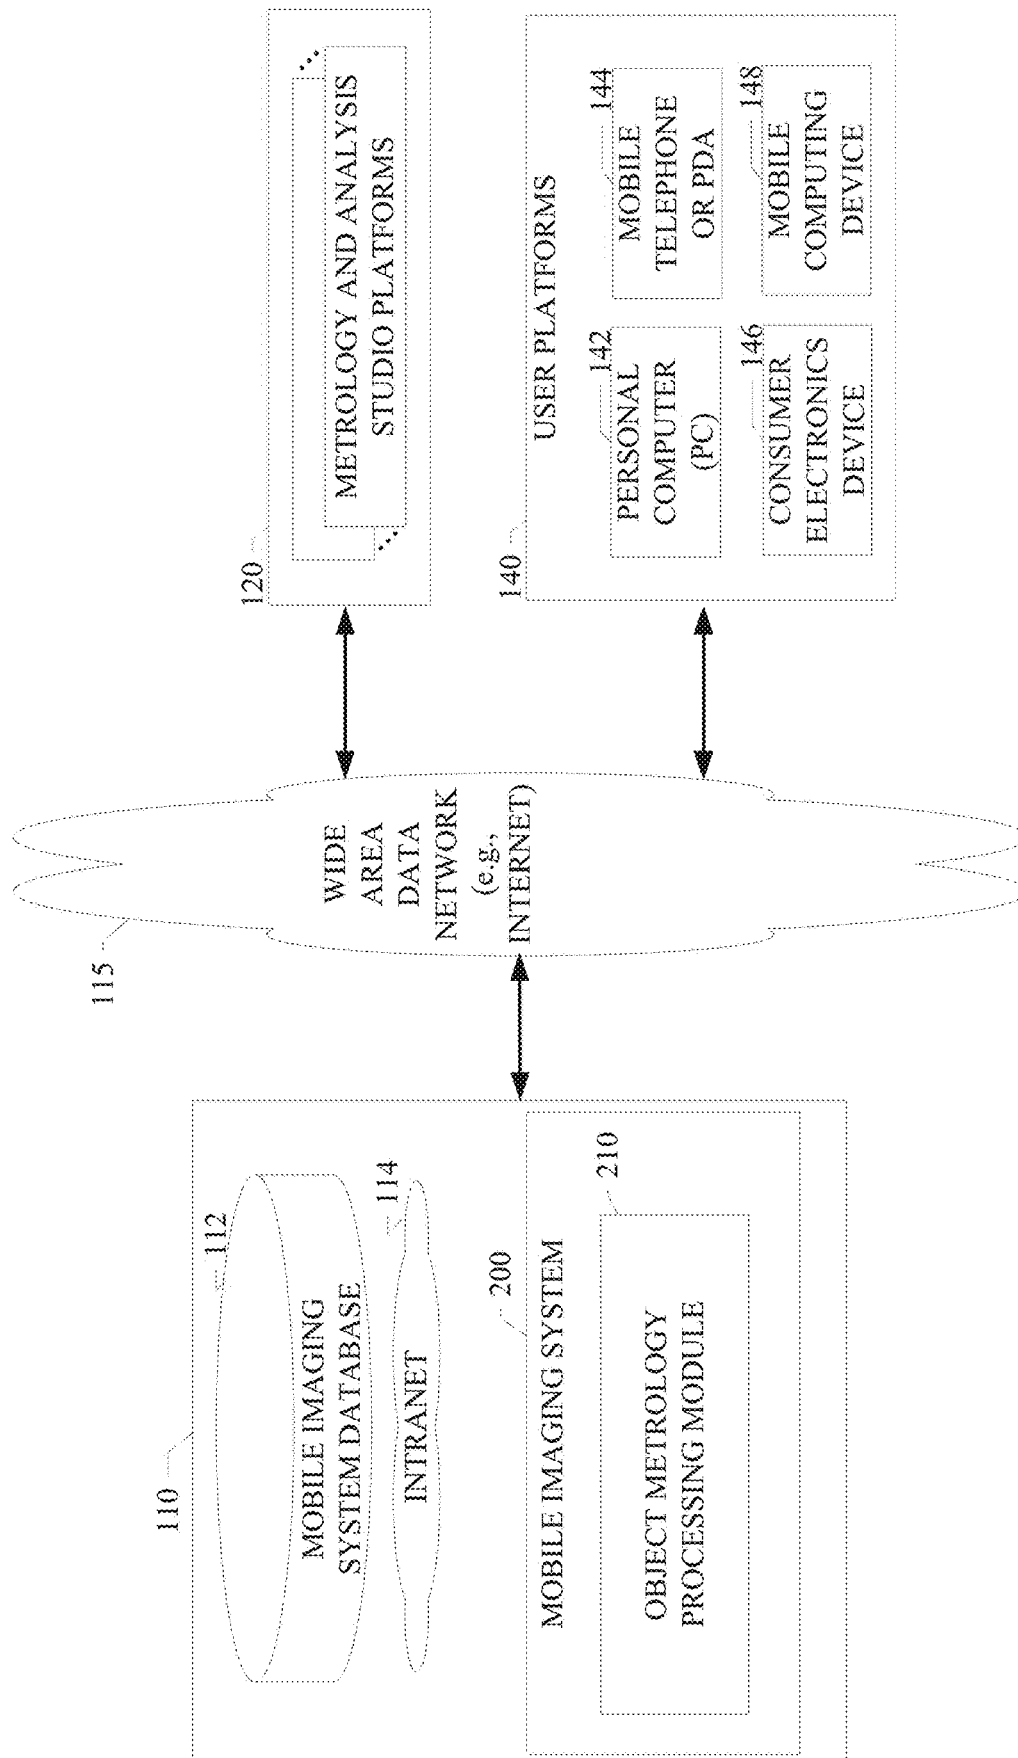 120
METROLOGY AND ANALYSIS
STUDIO PLATFORMS
140
USER PLATFORMS
142
PERSONAL
COMPUTER
(PC)
144
MOBILE
TELEPHONE
OR PDA
146
CONSUMER
ELECTRONICS
DEVICE
148
MOBILE
COMPUTING
DEVICE
115
WIDE
AREA
DATA
NETWORK
(e.g.,
INTERNET)
110
112
MOBILE IMAGING
SYSTEM DATABASE
114
INTRANET
200
MOBILE IMAGING SYSTEM
210
OBJECT METROLOGY
PROCESSING MODULE